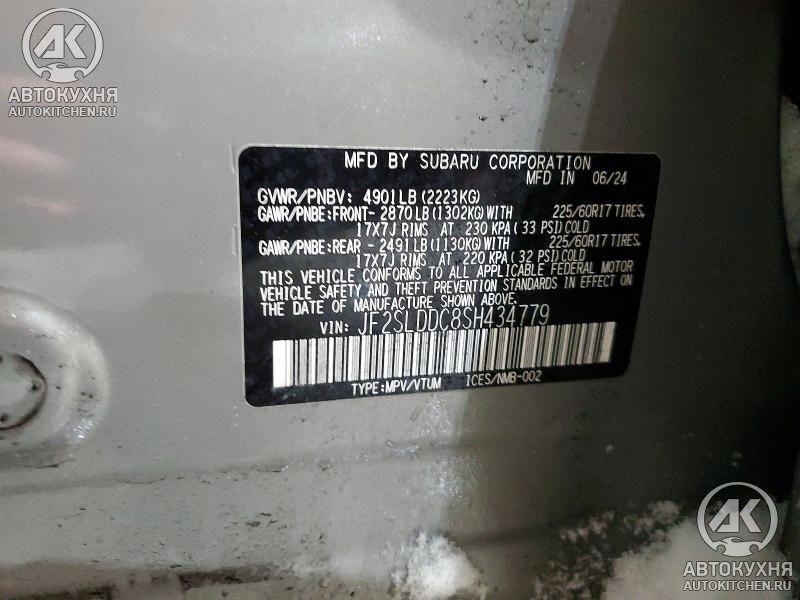 АК
АВТОКУХНЯ
AUTOKITCHEN.RU
MFD BY SUBARU CORPORATION
MFD IN 06/24
GVWR/PNBV: 4901LB (2223KG)
GAWR/PNBE:FRONT- 2870LB (1302KG) WITH 225/60R17 TIRES,
17X7J RIMS AT 230 KPA ( 33 PSI) COLD
GAWR/PNBE:REAR - 2491LB (1130KG) WITH 225/60R17 TIRES,
17X7J RIMS AT 220 KPA ( 32 PSI) COLD
THIS VEHICLE CONFORMS TO ALL APPLICABLE FEDERAL MOTOR
VEHICLE SAFETY AND THEFT PREVENTION STANDARDS IN EFFECT ON
THE DATE OF MANUFACTURE SHOWN ABOVE.
VIN: JF2SLDDC8SH434779
TYPE:MPV/VTUM ICES/NMB-002
АК
АВТОКУХНЯ
AUTOKITCHEN.RU